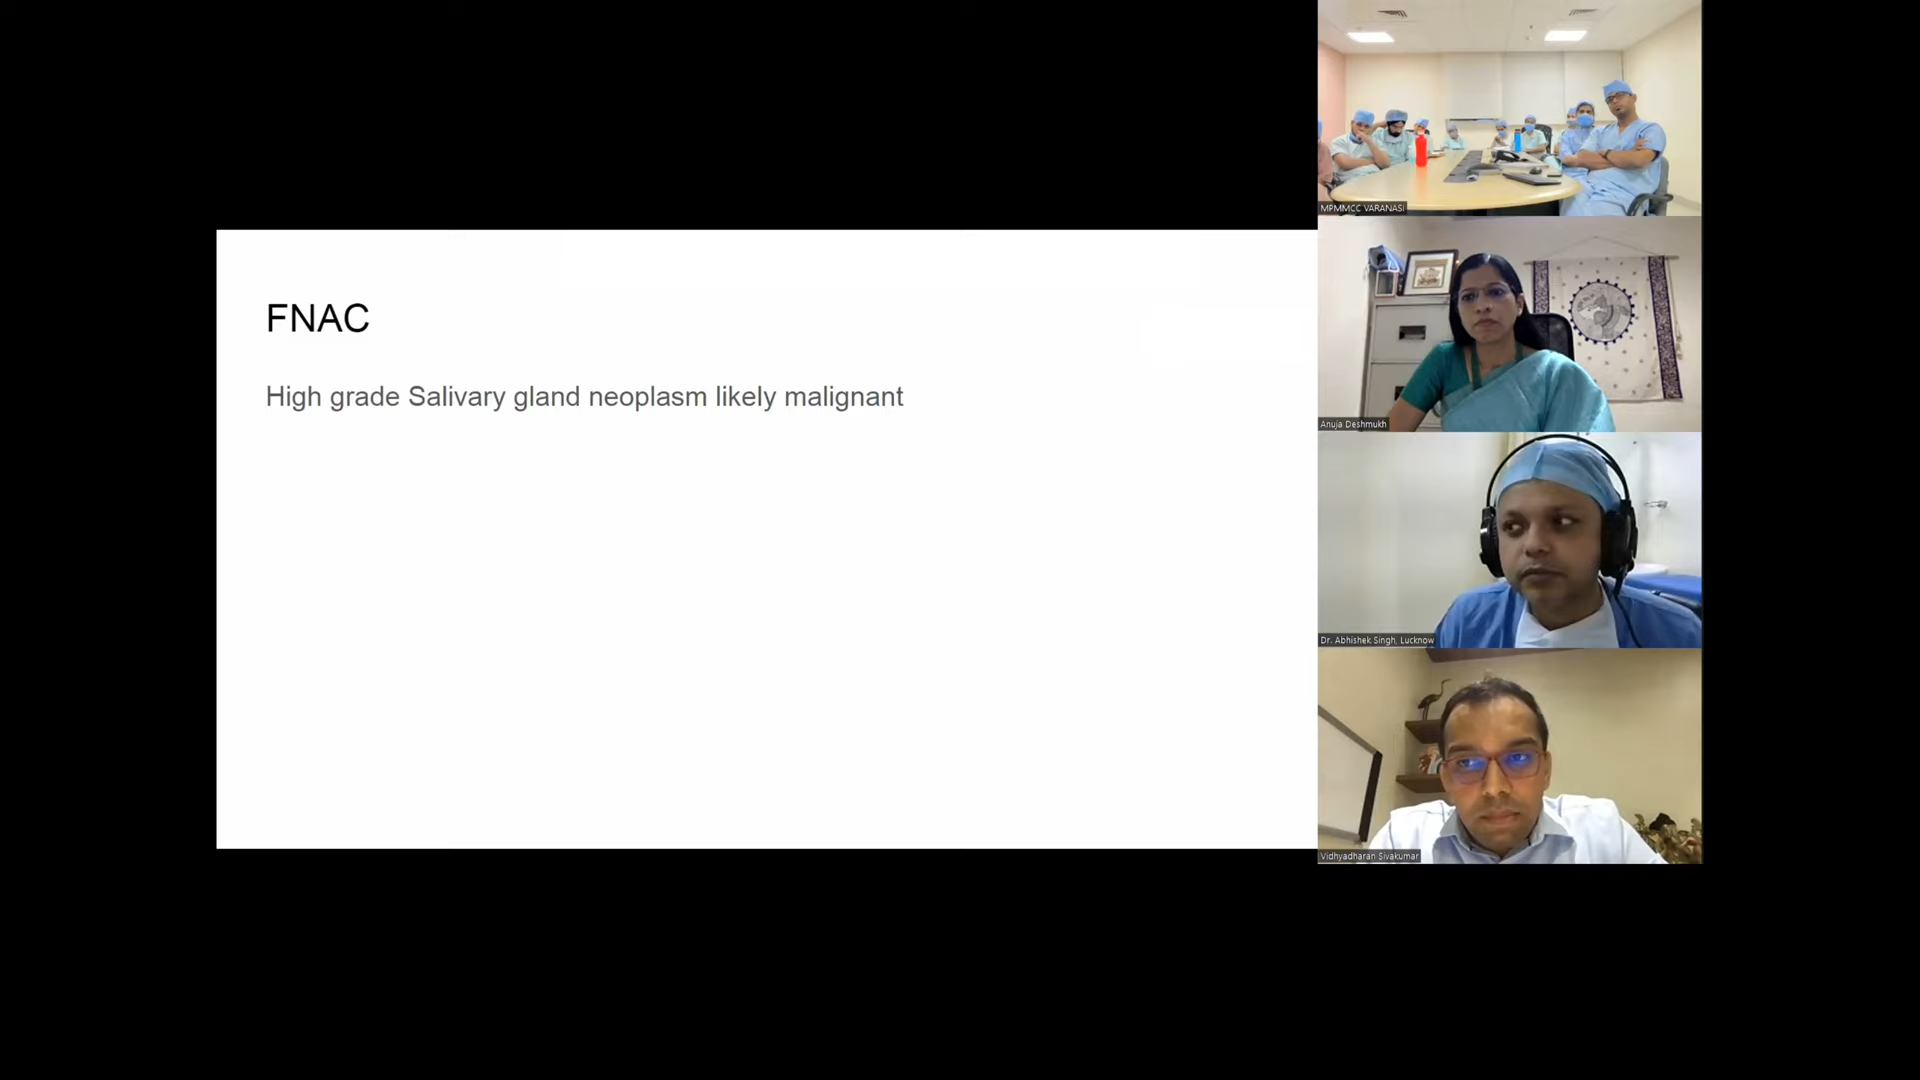 FNAC
High grade Salivary gland neoplasm likely malignant
MPMMCC VARANASI
Anuja Deshmukh
Dr. Abhishek Singh, Lucknow
Vidhyadharan Sivakumar